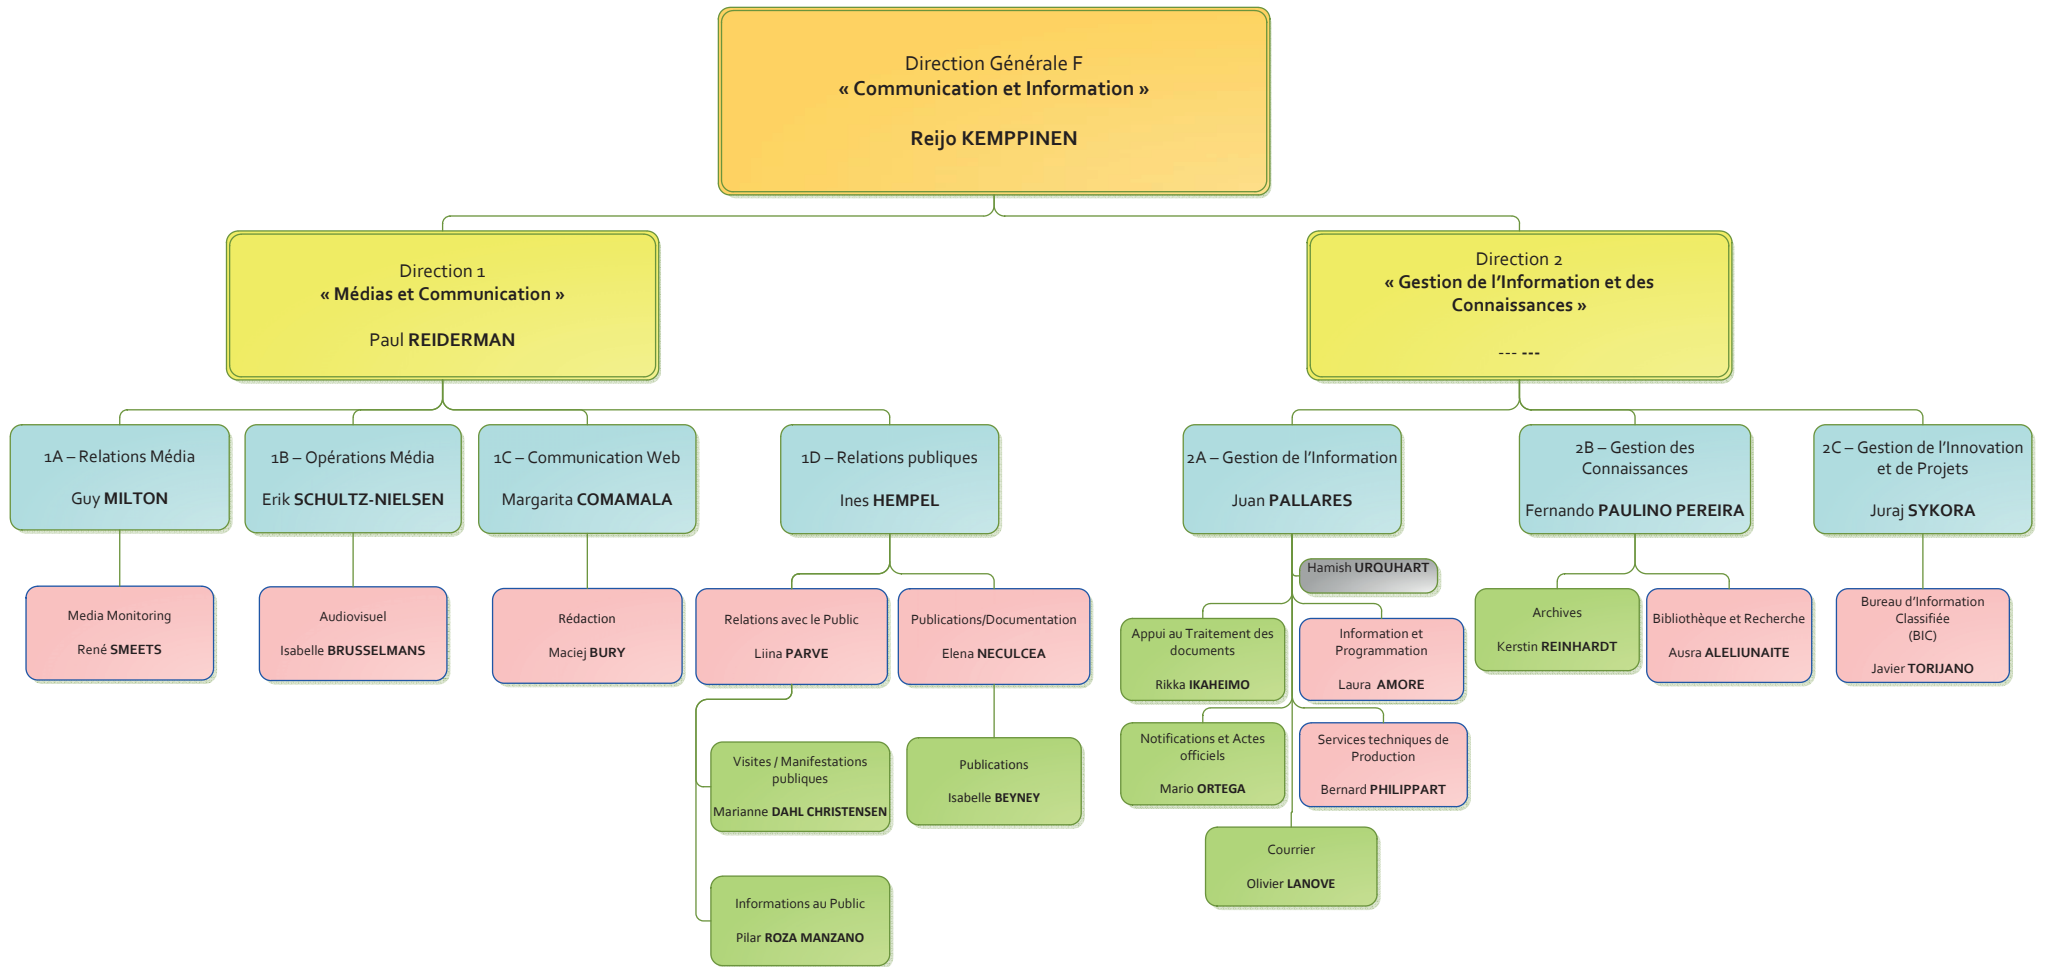 Direction Générale F
« Communication et Information »
Reijo KEMPPINEN
Direction 1
« Médias et Communication »
Paul REIDERMAN
Direction 2
« Gestion de l’Information et des
Connaissances »
--- ---
1A – Relations Média
Guy MILTON
1B – Opérations Média
Erik SCHULTZ-NIELSEN
1C – Communication Web
Margarita COMAMALA
1D – Relations publiques
Ines HEMPEL
2A – Gestion de l’Information
Juan PALLARES
2B – Gestion des
Connaissances
Fernando PAULINO PEREIRA
2C – Gestion de l’Innovation
et de Projets
Juraj SYKORA
Hamish URQUHART
Media Monitoring
René SMEETS
Audiovisuel
Isabelle BRUSSELMANS
Rédaction
Maciej BURY
Relations avec le Public
Liina PARVE
Publications/Documentation
Elena NECULCEA
Appui au Traitement des
documents
Rikka IKAHEIMO
Information et
Programmation
Laura AMORE
Archives
Kerstin REINHARDT
Bibliothèque et Recherche
Ausra ALELIUNAITE
Bureau d’Information
Classifiée
(BIC)
Javier TORIJANO
Visites / Manifestations
publiques
Marianne DAHL CHRISTENSEN
Publications
Isabelle BEYNEY
Notifications et Actes
officiels
Mario ORTEGA
Services techniques de
Production
Bernard PHILIPPART
Courrier
Olivier LANOVE
Informations au Public
Pilar ROZA MANZANO